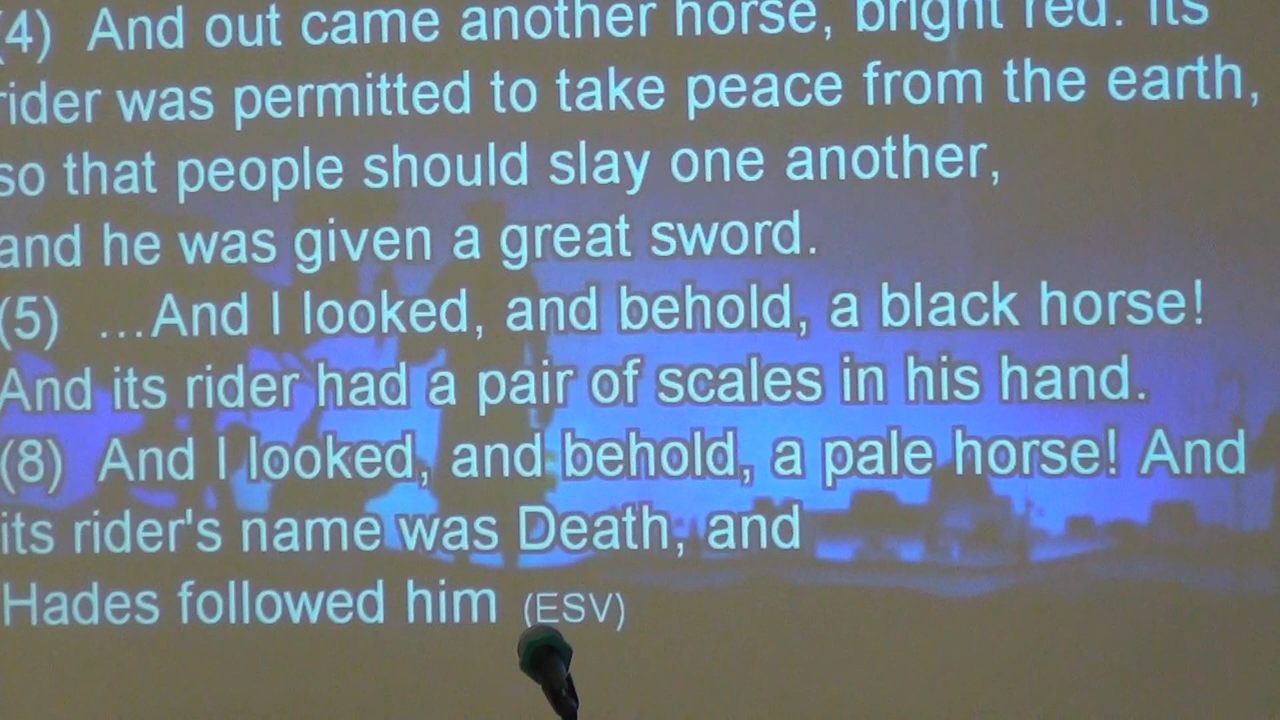 (4) And out came another horse, bright red. Its
rider was permitted to take peace from the earth,
so that people should slay one another,
and he was given a great sword.
(5) ...And I looked, and behold, a black horse!
And its rider had a pair of scales in his hand.
(8) And I looked, and behold, a pale horse! And
its rider's name was Death, and
Hades followed him (ESV)